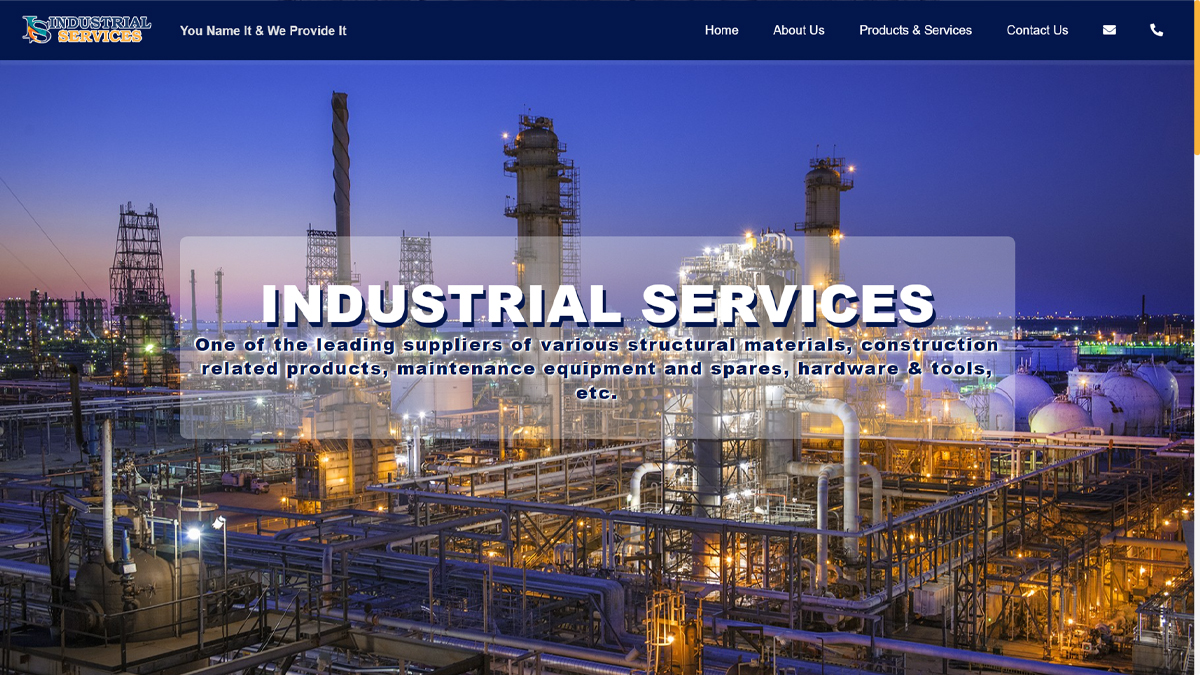 IS INDUSTRIAL
SERVICES
You Name It & We Provide It
Home
About Us
Products & Services
Contact Us
INDUSTRIAL SERVICES
One of the leading suppliers of various structural materials, construction
related products, maintenance equipment and spares, hardware & tools,
etc.